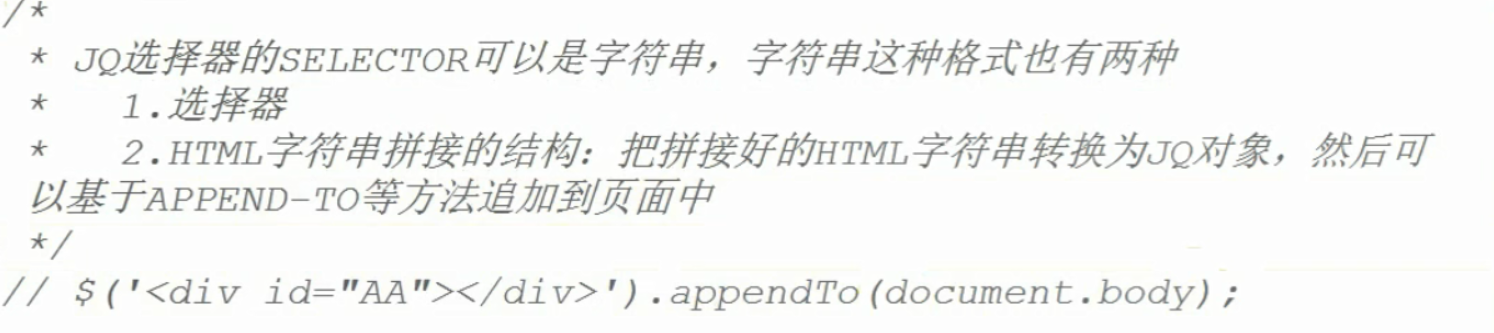 /*
* JQ选择器的SELECTOR可以是字符串，字符串这种格式也有两种
* 1.选择器
* 2.HTML字符串拼接的结构：把拼接好的HTML字符串转换为JQ对象，然后可
以基于APPEND-TO等方法追加到页面中
*/
// $('<div id="AA"></div>').appendTo(document.body);